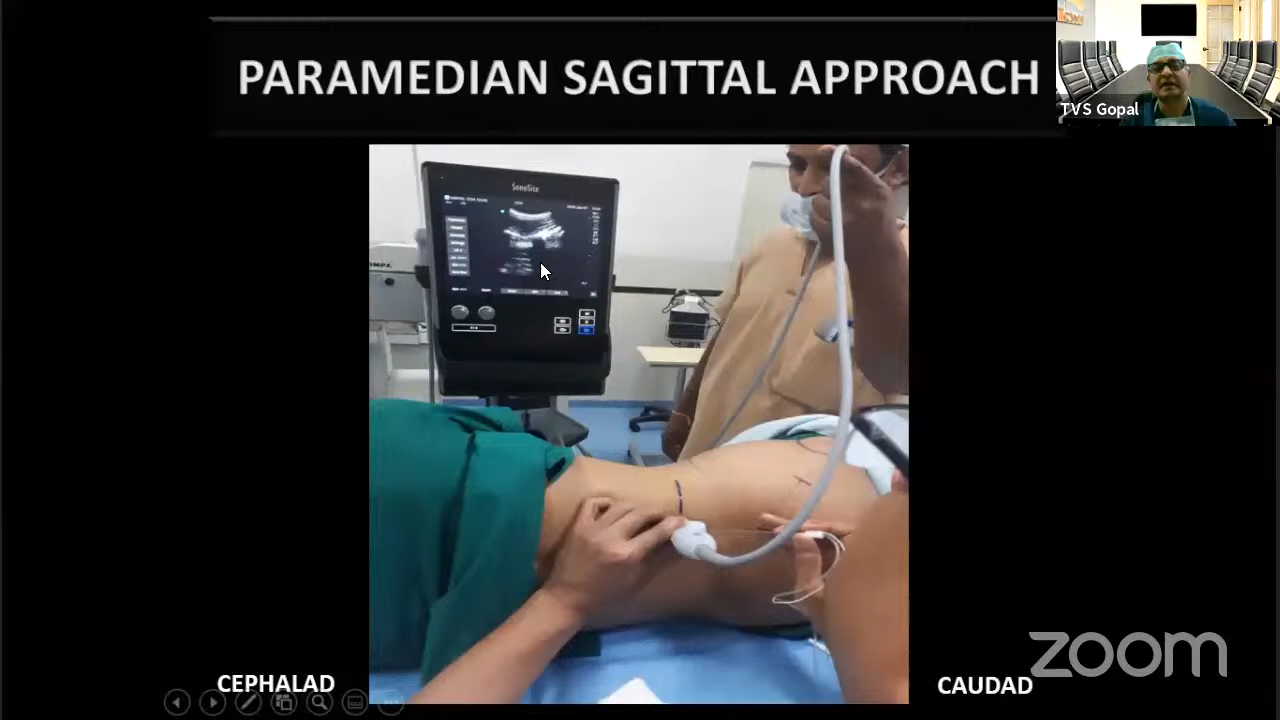 PARAMEDIAN SAGITTAL APPROACH
TVS Gopal
SonoSite
CEPHALAD
CAUDAD
zoom